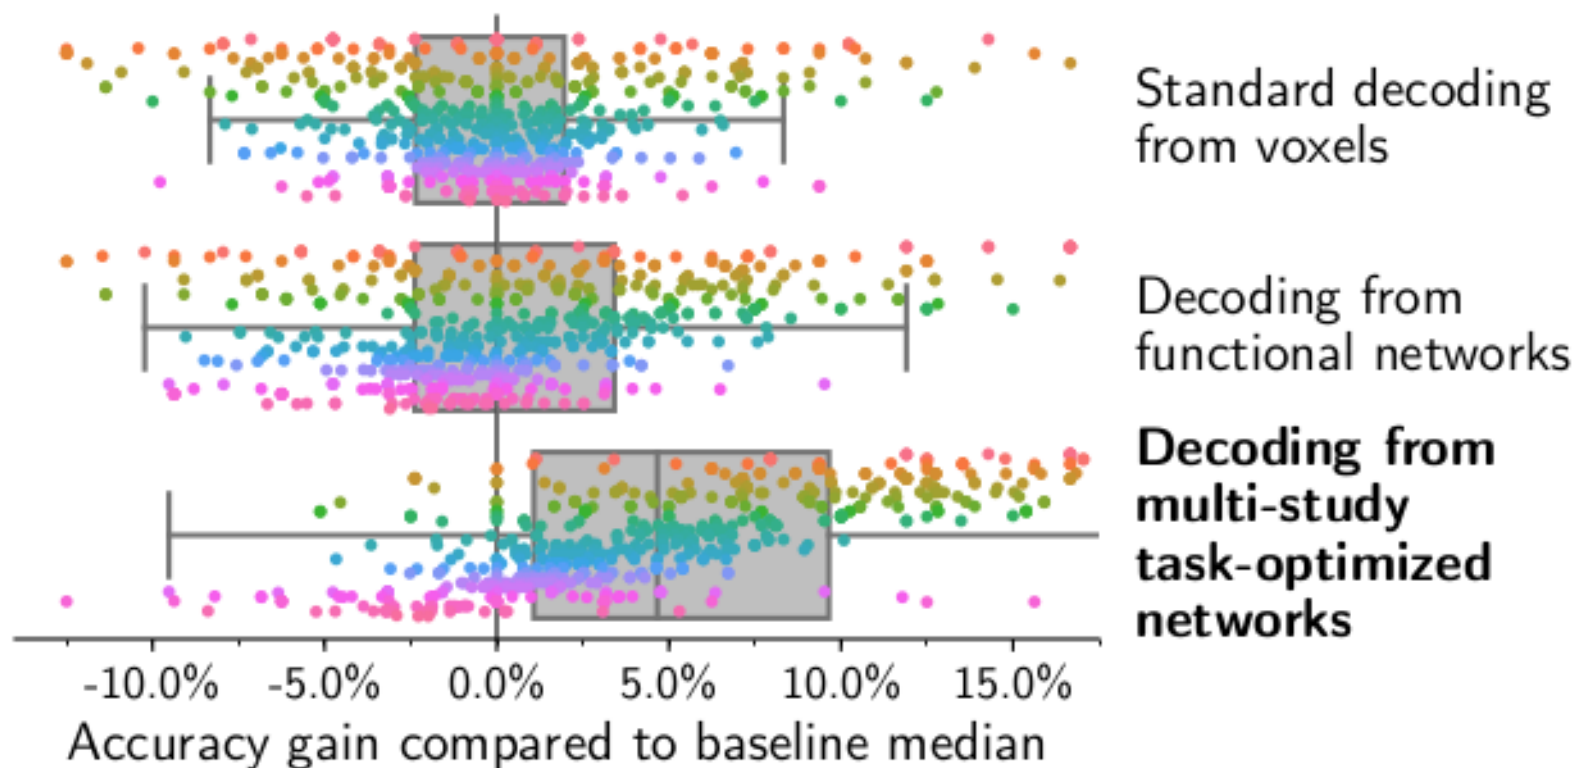 Standard decoding
from voxels
Decoding from
functional networks
Decoding from
multi-study
task-optimized
networks
-10.0% -5.0% 0.0% 5.0% 10.0% 15.0%
Accuracy gain compared to baseline median